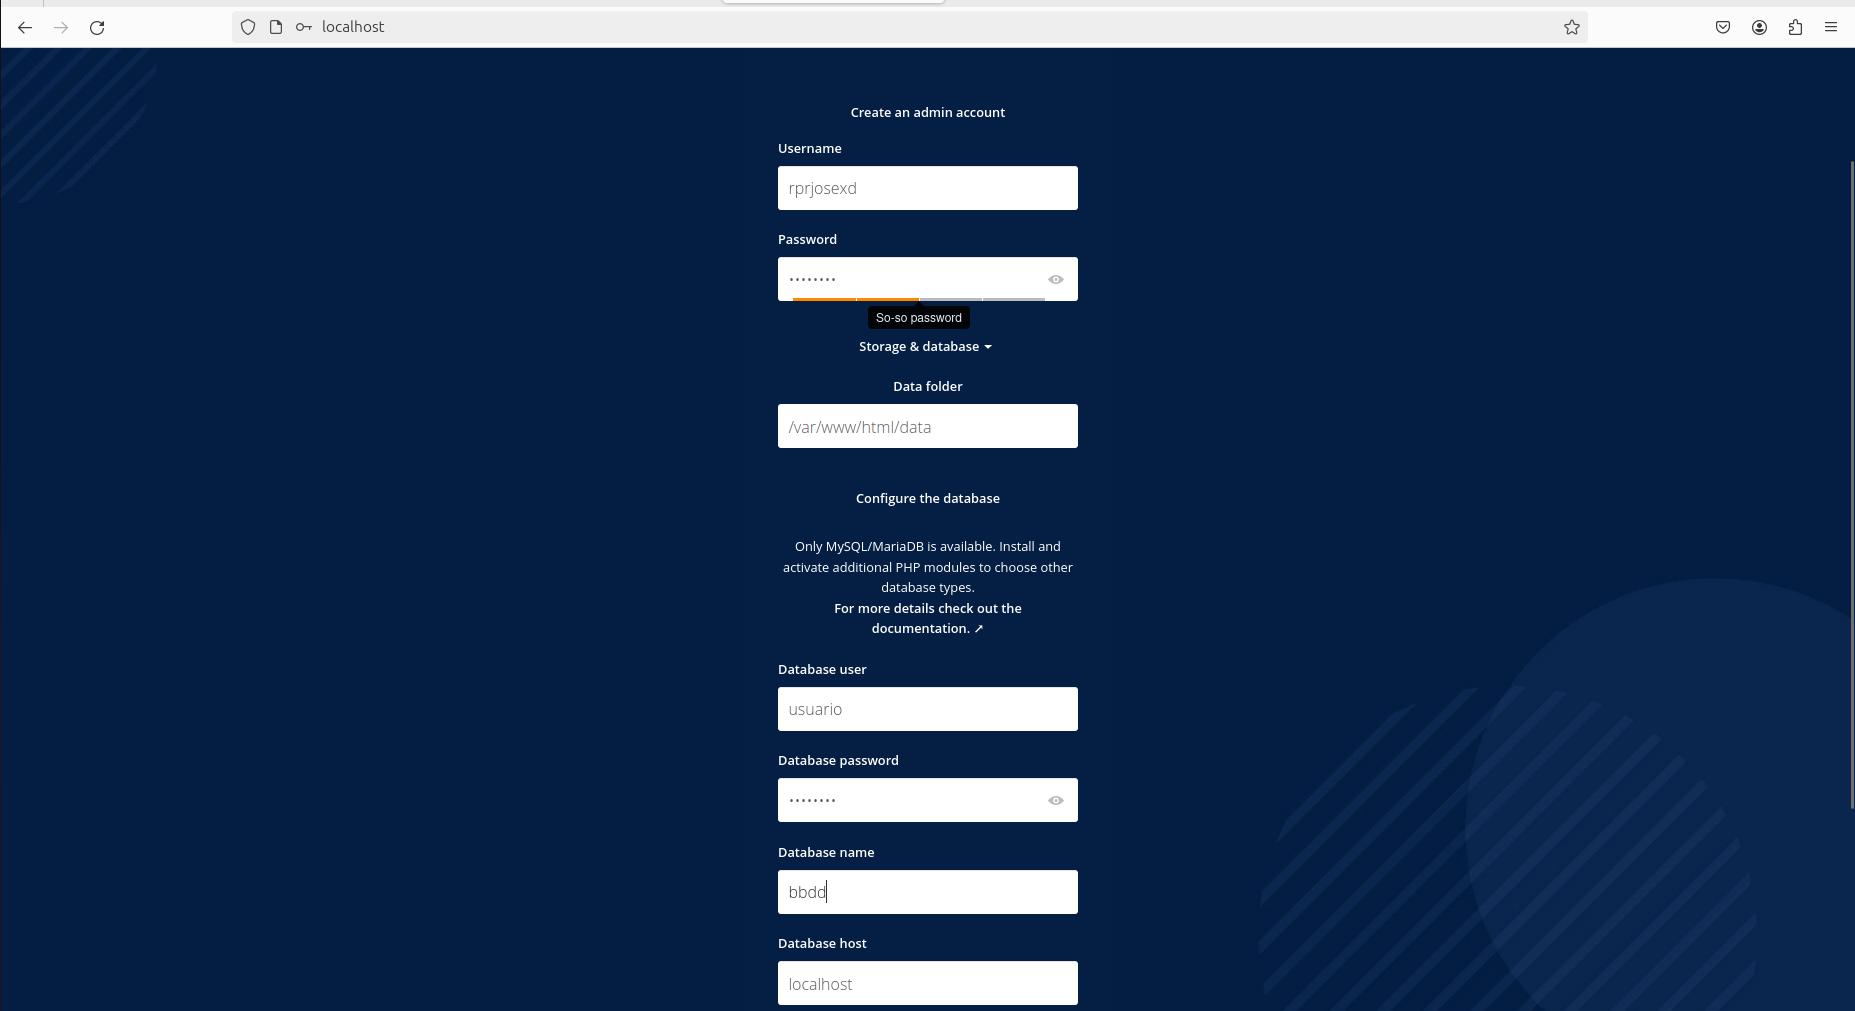 localhost
Create an admin account
Username
rprjosexd
Password
••••••••
So-so password
Storage & database
Data folder
/var/www/html/data
Configure the database
Only MySQL/MariaDB is available. Install and
activate additional PHP modules to choose other
database types.
For more details check out the
documentation. ↗
Database user
usuario
Database password
••••••••
Database name
bbdd
Database host
localhost